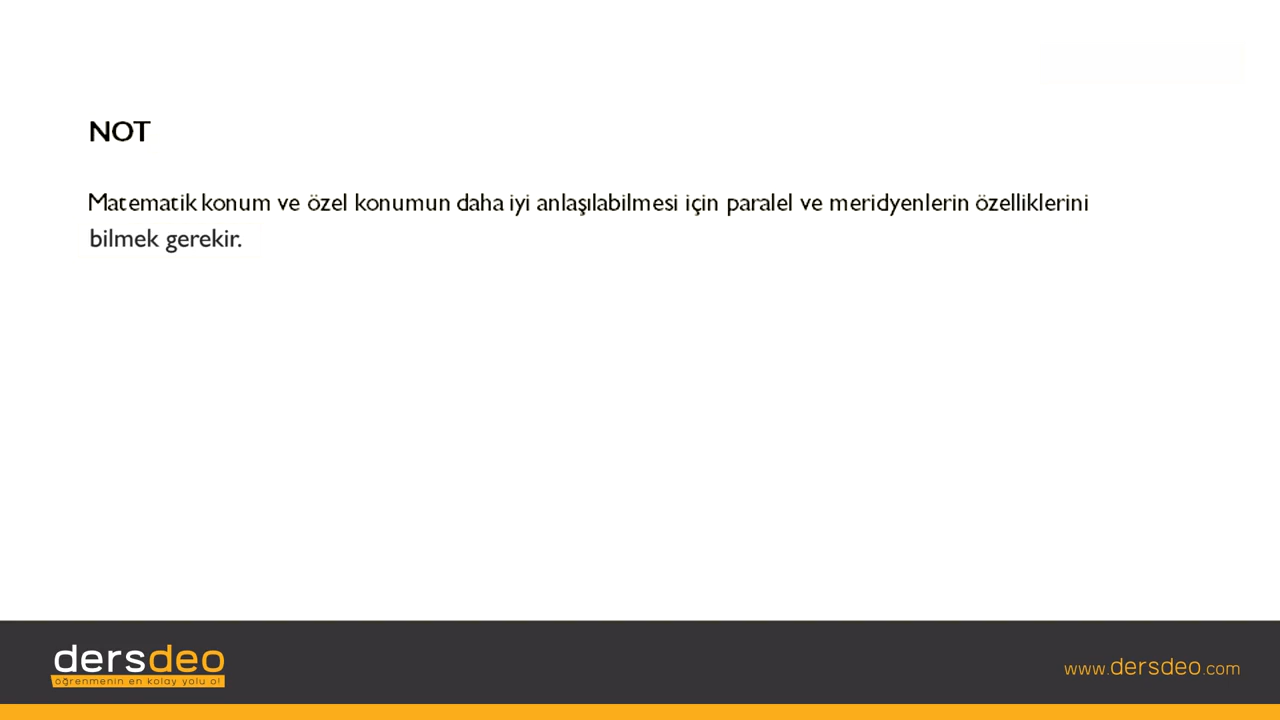 NOT
Matematik konum ve özel konumun daha iyi anlaşılabilmesi için paralel ve meridyenlerin özelliklerini
bilmek gerekir.
dersdeo
öğrenmenin en kolay yolu o!
www.dersdeo.com